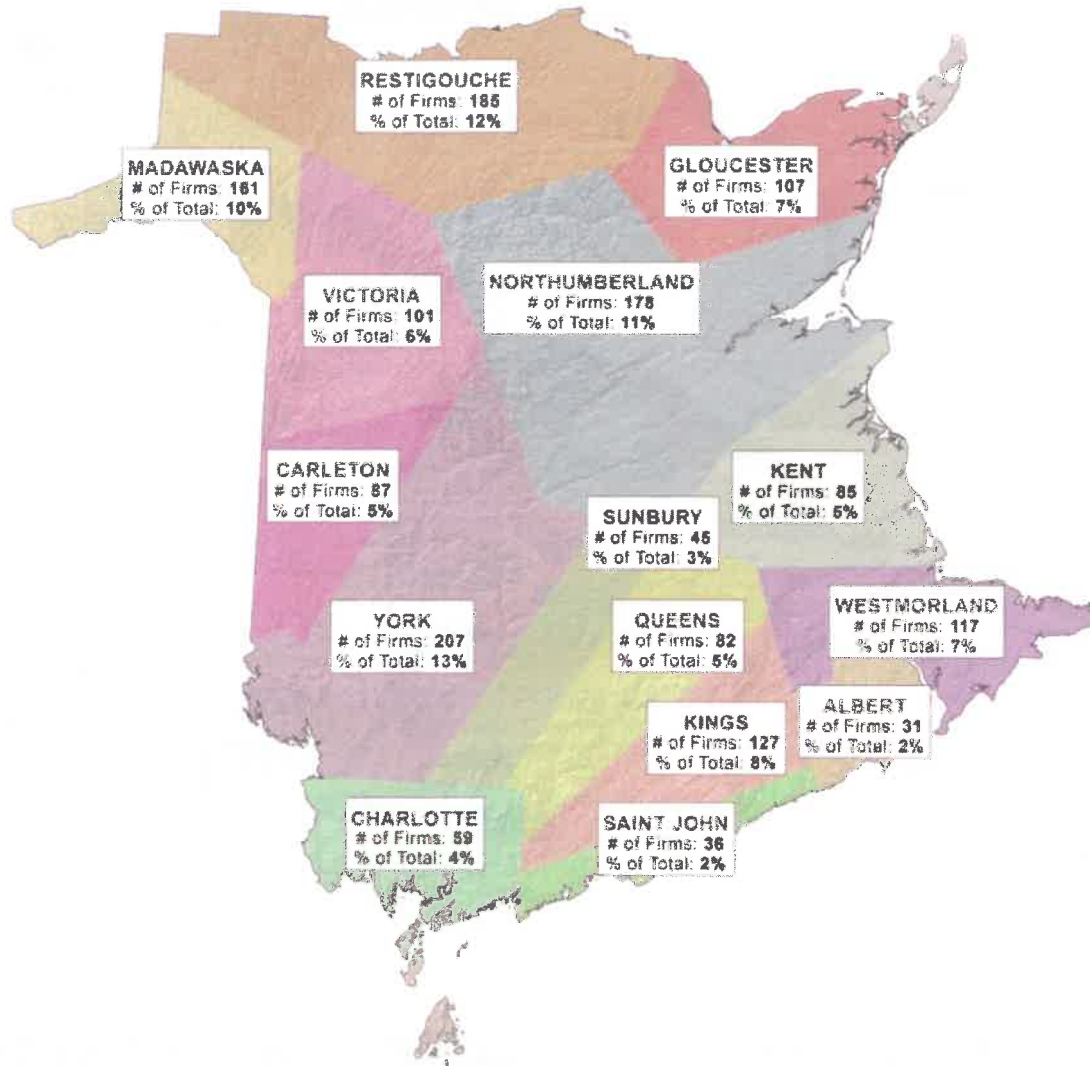 RESTIGOUCHE
# of Firms: 185
% of Total: 12%
MADAWASKA
# of Firms: 161
% of Total: 10%
GLOUCESTER
# of Firms: 107
% of Total: 7%
VICTORIA
# of Firms: 101
% of Total: 6%
NORTHUMBERLAND
# of Firms: 178
% of Total: 11%
CARLETON
# of Firms: 87
% of Total: 5%
KENT
# of Firms: 85
% of Total: 5%
SUNBURY
# of Firms: 45
% of Total: 3%
YORK
# of Firms: 207
% of Total: 13%
QUEENS
# of Firms: 82
% of Total: 5%
WESTMORLAND
# of Firms: 117
% of Total: 7%
KINGS
# of Firms: 127
% of Total: 8%
ALBERT
# of Firms: 31
% of Total: 2%
CHARLOTTE
# of Firms: 59
% of Total: 4%
SAINT JOHN
# of Firms: 36
% of Total: 2%